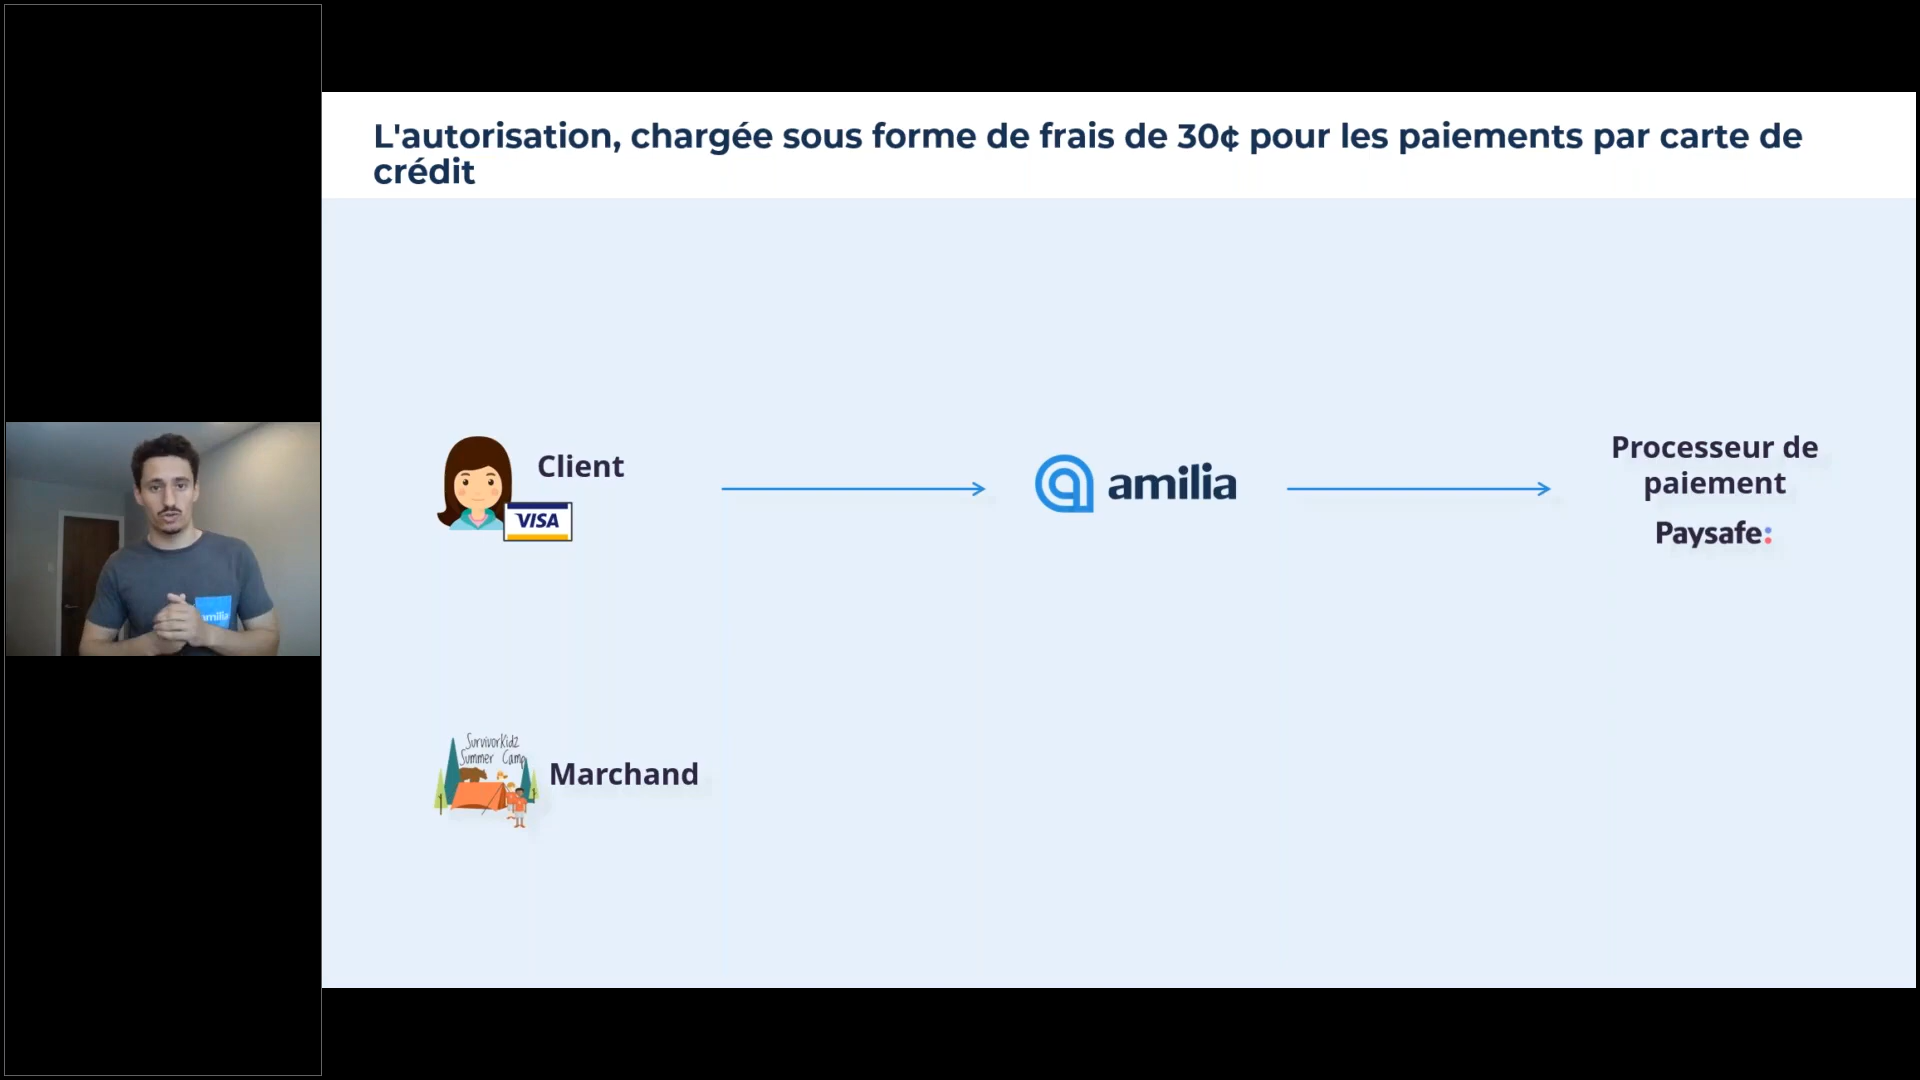 L'autorisation, chargée sous forme de frais de 30¢ pour les paiements par carte de
crédit
Client
VISA
amilia
Processeur de
paiement
Paysafe:
amilia
SurvivorKidz
Summer Camp
Marchand